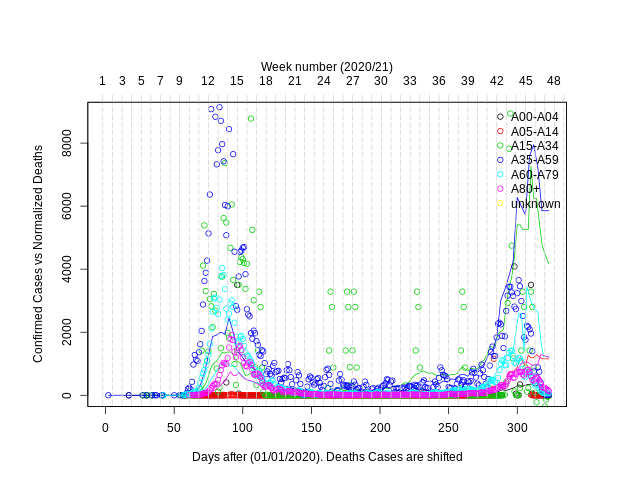 Week number (2020/21)
1 3 5 7 9 12 15 18 21 24 27 30 33 36 39 42 45 48
Confirmed Cases vs Normalized Deaths
8000
6000
4000
2000
0
A00-A04
A05-A14
A15-A34
A35-A59
A60-A79
A80+
unknown
0 50 100 150 200 250 300
Days after (01/01/2020). Deaths Cases are shifted